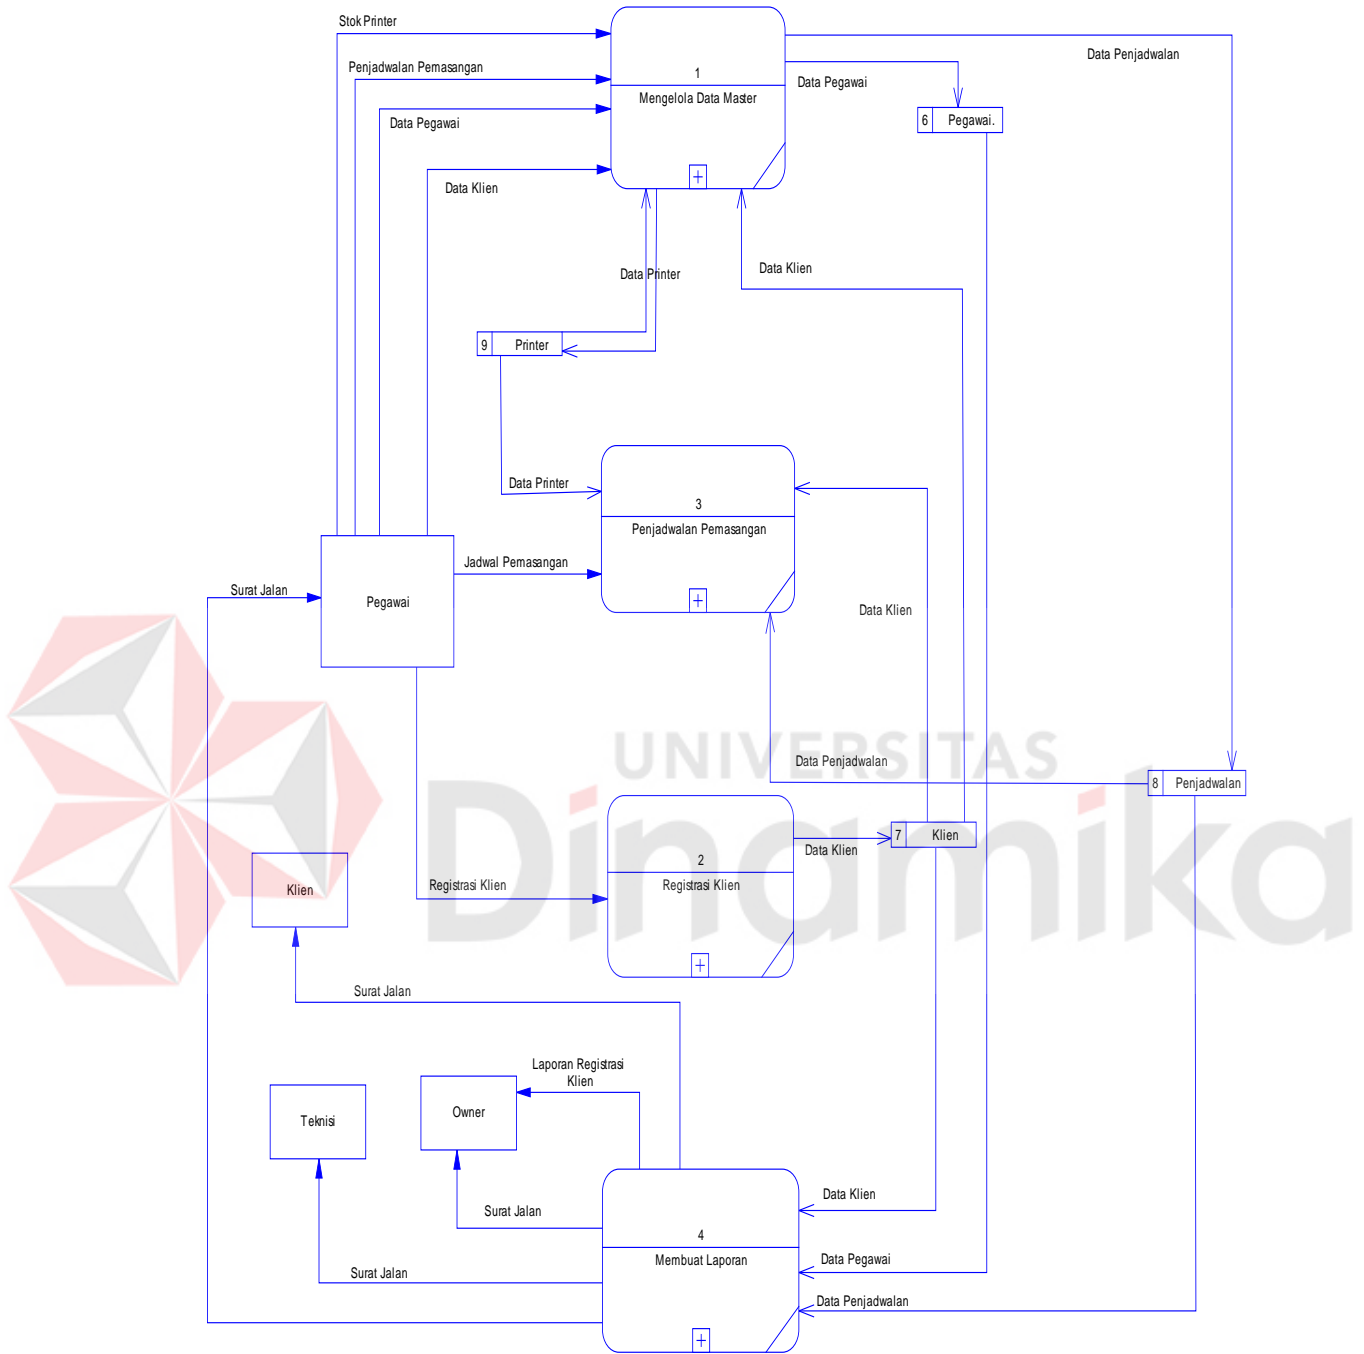 Stok Printer
Data Penjadwalan
Penjadwalan Pemasangan
1
Data Pegawai
Mengelola Data Master
Data Pegawai
6
Pegawai.
Data Klien
Data Printer
Data Klien
9
Printer
Data Printer
3
Penjadwalan Pemasangan
Jadwal Pemasangan
Surat Jalan
Pegawai
Data Klien
UNIVERSITAS
Dinamika
Data Penjadwalan
8
Penjadwalan
7
Klien
Data Klien
2
Registrasi Klien
Registrasi Klien
Klien
Surat Jalan
Laporan Registrasi
Klien
Teknisi
Owner
Data Klien
Surat Jalan
4
Membuat Laporan
Data Pegawai
Surat Jalan
Data Penjadwalan